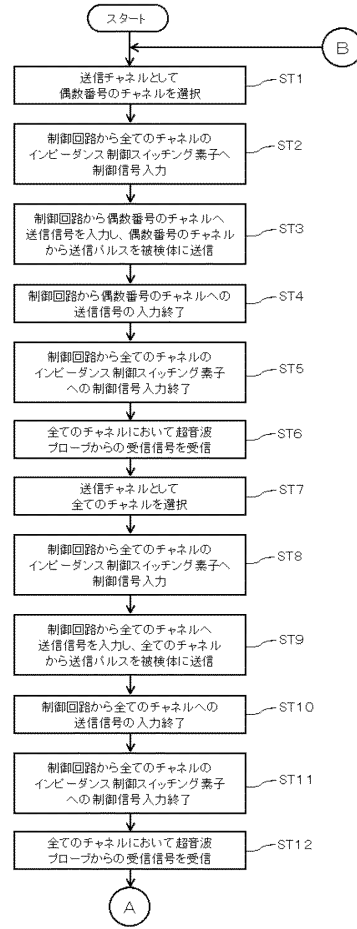 スタート
B
送信チャネルとして
偶数番号のチャネルを選択
ST1
制御回路から全てのチャネルの
インピーダンス制御スイッチング素子へ
制御信号入力
ST2
制御回路から偶数番号のチャネルへ
送信信号を入力し、偶数番号のチャネル
から送信パルスを被検体に送信
ST3
制御回路から偶数番号のチャネルへの
送信信号の入力終了
ST4
制御回路から全てのチャネルの
インピーダンス制御スイッチング素子
への制御信号入力終了
ST5
全てのチャネルにおいて超音波
プローブからの受信信号を受信
ST6
送信チャネルとして
全てのチャネルを選択
ST7
制御回路から全てのチャネルの
インピーダンス制御スイッチング素子へ
制御信号入力
ST8
制御回路から全てのチャネルへ
送信信号を入力し、全てのチャネル
から送信パルスを被検体に送信
ST9
制御回路から全てのチャネルへの
送信信号の入力終了
ST10
制御回路から全てのチャネルの
インピーダンス制御スイッチング素子
への制御信号入力終了
ST11
全てのチャネルにおいて超音波
プローブからの受信信号を受信
ST12
A